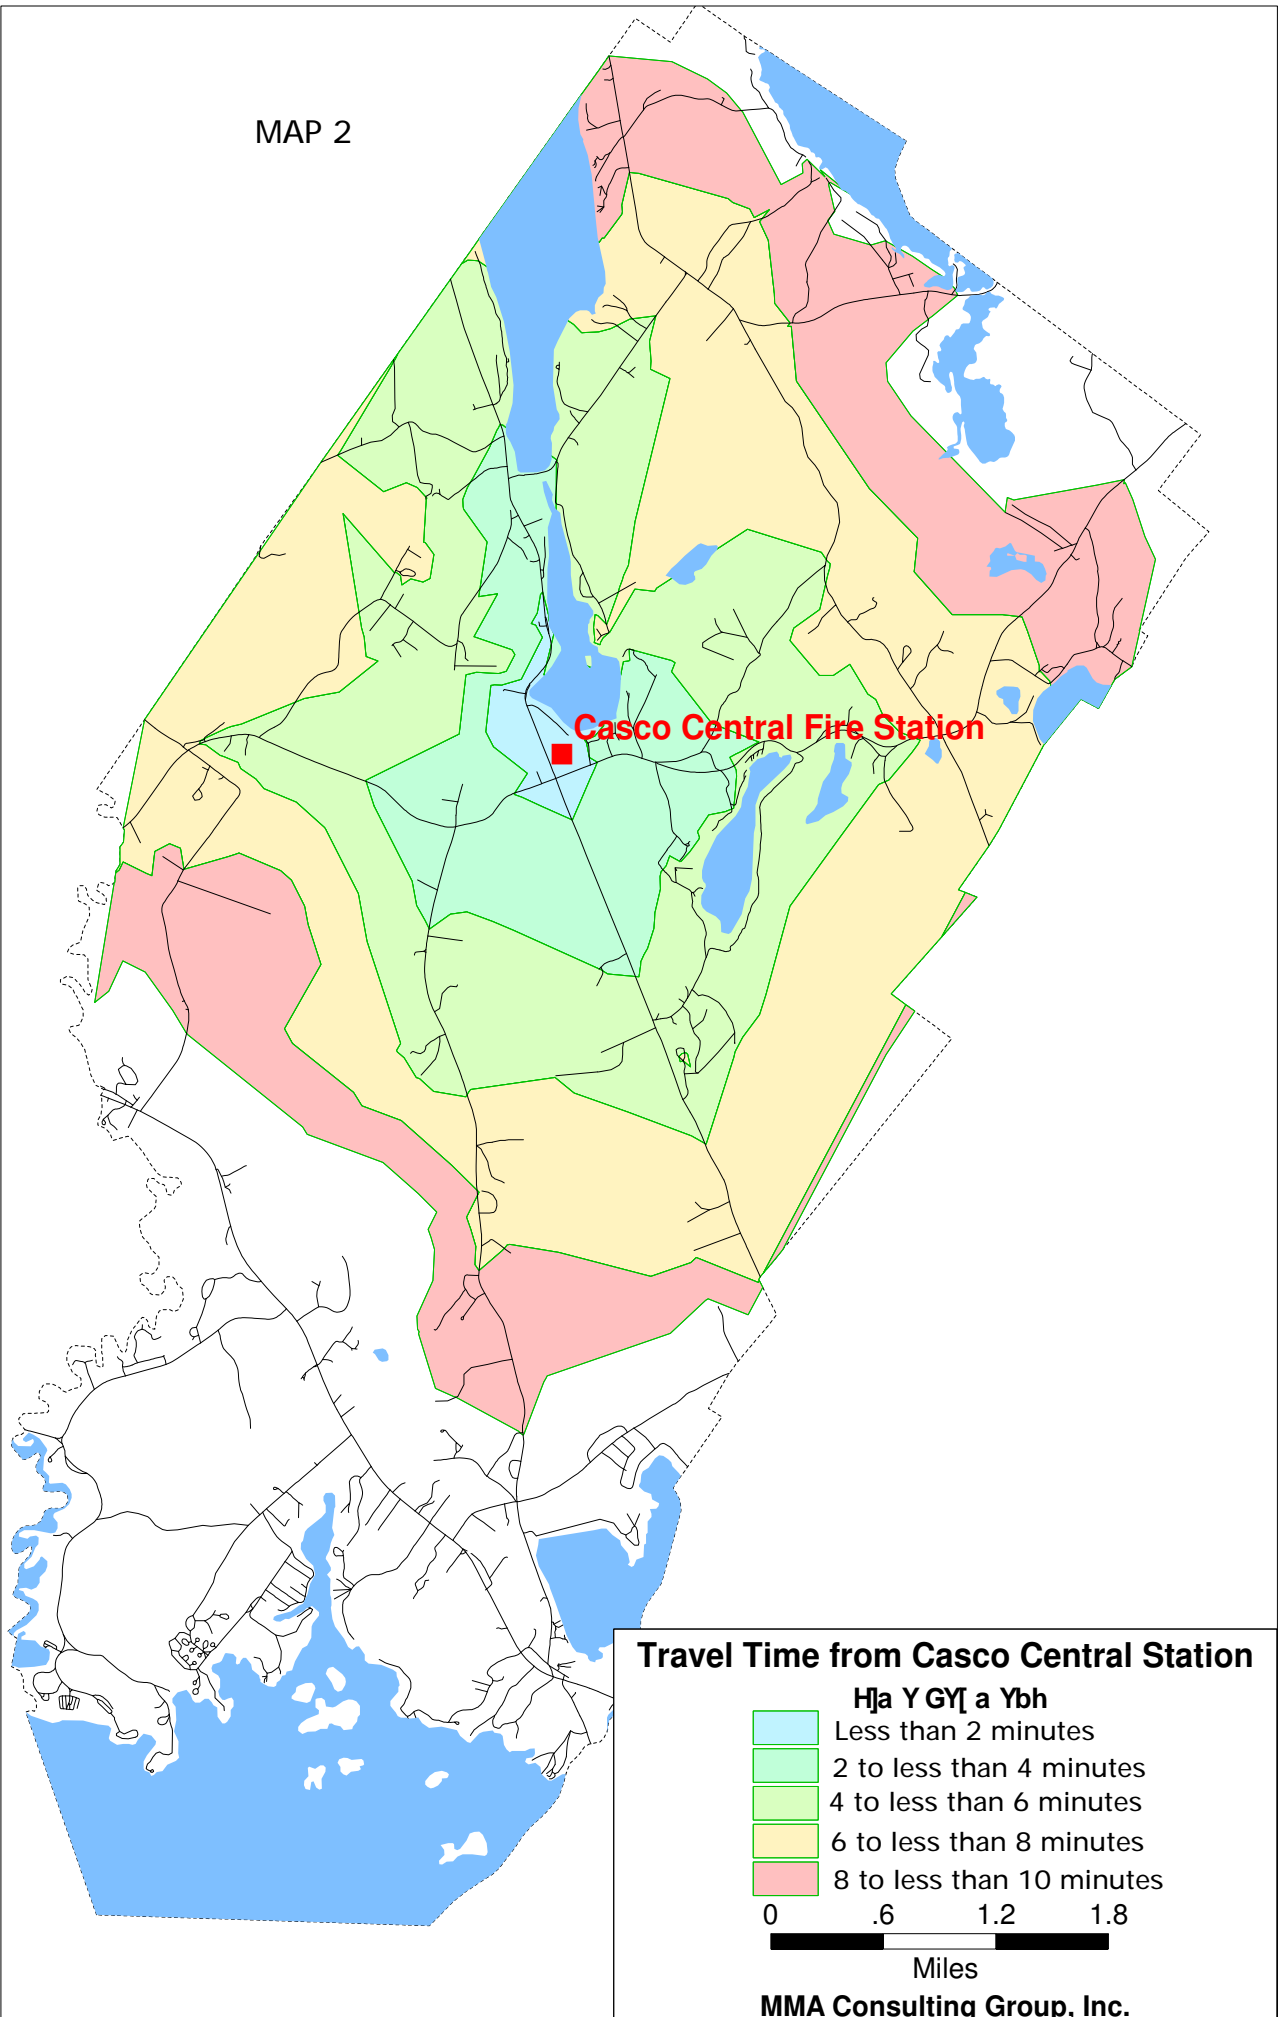 MAP 2
Casco Central Fire Station
Travel Time from Casco Central Station
H]a Y GY[ a Ybh
Less than 2 minutes
2 to less than 4 minutes
4 to less than 6 minutes
6 to less than 8 minutes
8 to less than 10 minutes
0 .6 1.2 1.8
Miles
MMA Consulting Group, Inc.